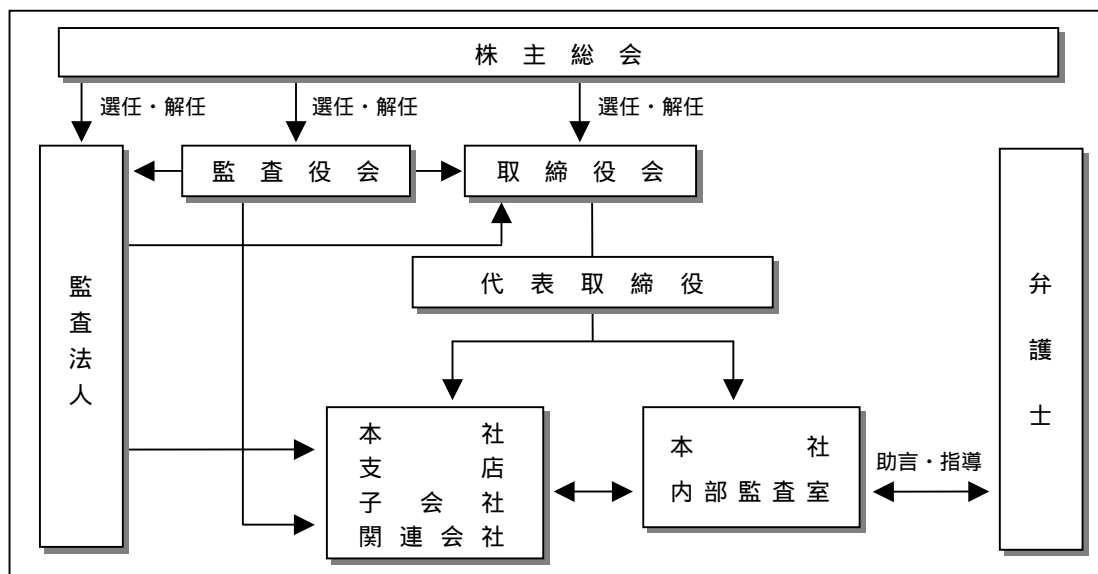 株主総会
選任・解任
選任・解任
選任・解任
監査役会
取締役会
代表取締役
監査法人
弁護士
本社
支店
子会社
関連会社
本社
内部監査室
助言・指導